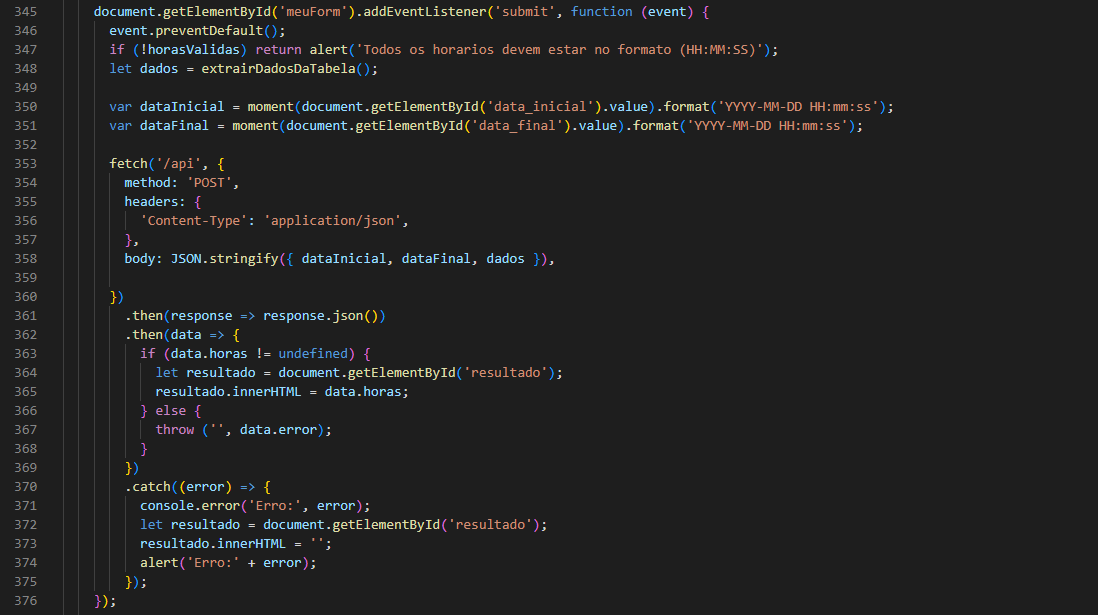 345 document.getElementById('meuForm').addEventListener('submit', function (event) {
346 event.preventDefault();
347 if (!horasValidas) return alert('Todos os horarios devem estar no formato (HH:MM:SS)');
348 let dados = extrairDadosDaTabela();
349
350 var dataInicial = moment(document.getElementById('data_inicial').value).format('YYYY-MM-DD HH:mm:ss');
351 var dataFinal = moment(document.getElementById('data_final').value).format('YYYY-MM-DD HH:mm:ss');
352
353 fetch('/api', {
354 method: 'POST',
355 headers: {
356 'Content-Type': 'application/json',
357 },
358 body: JSON.stringify({ dataInicial, dataFinal, dados }),
359
360 })
361 .then(response => response.json())
362 .then(data => {
363 if (data.horas != undefined) {
364 let resultado = document.getElementById('resultado');
365 resultado.innerHTML = data.horas;
366 } else {
367 throw ('', data.error);
368 }
369 })
370 .catch((error) => {
371 console.error('Erro:', error);
372 let resultado = document.getElementById('resultado');
373 resultado.innerHTML = '';
374 alert('Erro:' + error);
375 });
376 });